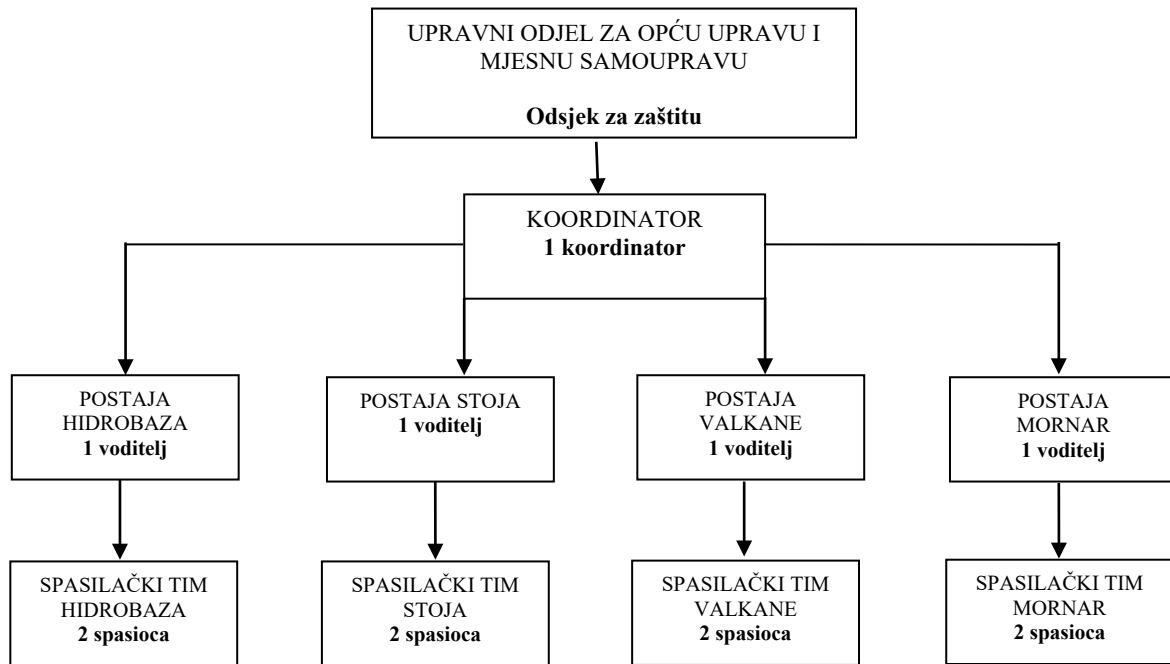 UPRAVNI ODJEL ZA OPĆU UPRAVU I
MJESNU SAMOUPRAVU
Odsjek za zaštitu
KOORDINATOR
1 koordinator
POSTAJA
HIDROBAZA
1 voditelj
POSTAJA STOJA
1 voditelj
POSTAJA
VALKANE
1 voditelj
POSTAJA
MORNAR
1 voditelj
SPASILAČKI TIM
HIDROBAZA
2 spasioca
SPASILAČKI TIM
STOJA
2 spasioca
SPASILAČKI TIM
VALKANE
2 spasioca
SPASILAČKI TIM
MORNAR
2 spasioca